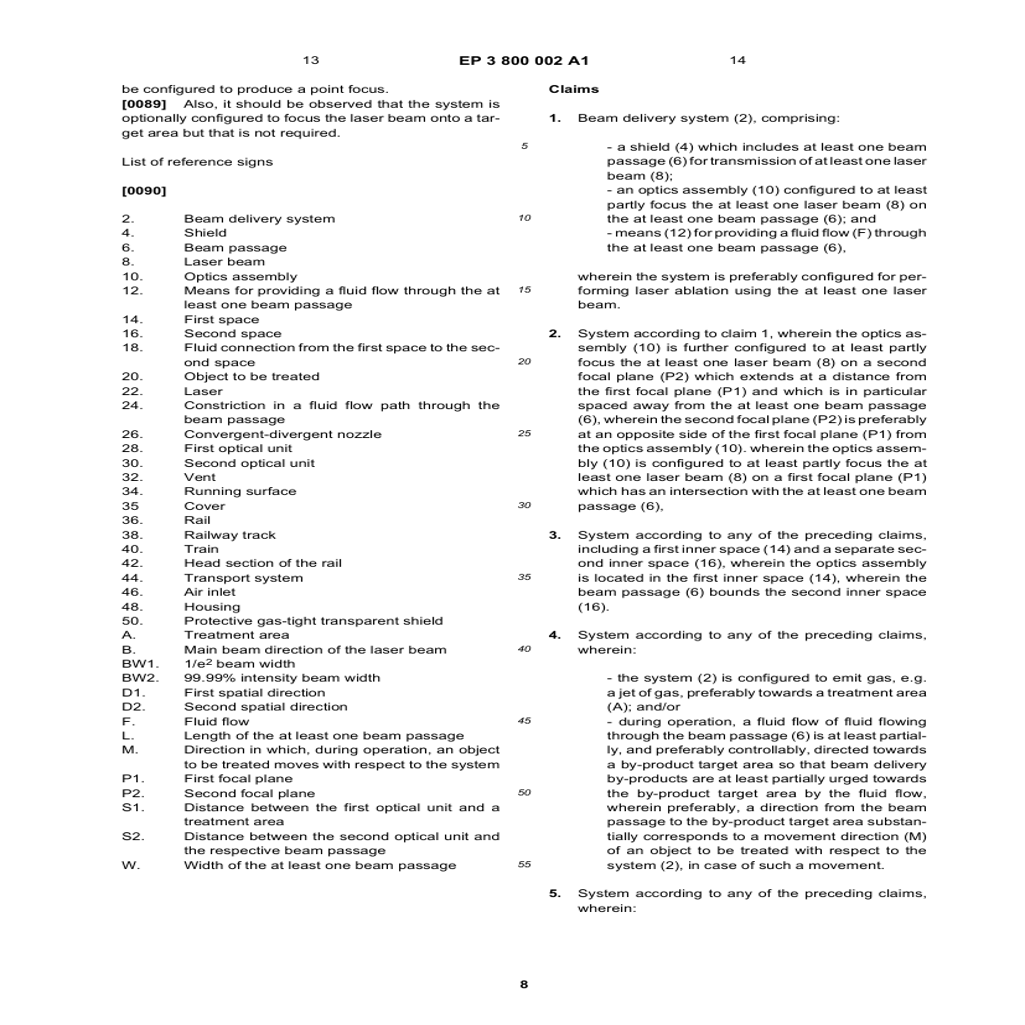 13
EP 3 800 002 A1
14
be configured to produce a point focus.
[0089] Also, it should be observed that the system is
optionally configured to focus the laser beam onto a tar-
get area but that is not required.
List of reference signs
[0090]
2. Beam delivery system
4. Shield
6. Beam passage
8. Laser beam
10. Optics assembly
12. Means for providing a fluid flow through the at
least one beam passage
14. First space
16. Second space
18. Fluid connection from the first space to the sec-
ond space
20. Object to be treated
22. Laser
24. Constriction in a fluid flow path through the
beam passage
26. Convergent-divergent nozzle
28. First optical unit
30. Second optical unit
32. Vent
34. Running surface
35 Cover
36. Rail
38. Railway track
40. Train
42. Head section of the rail
44. Transport system
46. Air inlet
48. Housing
50. Protective gas-tight transparent shield
A. Treatment area
B. Main beam direction of the laser beam
BW1. 1/e2 beam width
BW2. 99.99% intensity beam width
D1. First spatial direction
D2. Second spatial direction
F. Fluid flow
L. Length of the at least one beam passage
M. Direction in which, during operation, an object
to be treated moves with respect to the system
P1. First focal plane
P2. Second focal plane
S1. Distance between the first optical unit and a
treatment area
S2. Distance between the second optical unit and
the respective beam passage
W. Width of the at least one beam passage
5
10
15
20
25
30
35
40
45
50
55
Claims
1. Beam delivery system (2), comprising:
- a shield (4) which includes at least one beam
passage (6) for transmission of at least one laser
beam (8);
- an optics assembly (10) configured to at least
partly focus the at least one laser beam (8) on
the at least one beam passage (6); and
- means (12) for providing a fluid flow (F) through
the at least one beam passage (6),
wherein the system is preferably configured for per-
forming laser ablation using the at least one laser
beam.
2. System according to claim 1, wherein the optics as-
sembly (10) is further configured to at least partly
focus the at least one laser beam (8) on a second
focal plane (P2) which extends at a distance from
the first focal plane (P1) and which is in particular
spaced away from the at least one beam passage
(6), wherein the second focal plane (P2) is preferably
at an opposite side of the first focal plane (P1) from
the optics assembly (10). wherein the optics assem-
bly (10) is configured to at least partly focus the at
least one laser beam (8) on a first focal plane (P1)
which has an intersection with the at least one beam
passage (6),
3. System according to any of the preceding claims,
including a first inner space (14) and a separate sec-
ond inner space (16), wherein the optics assembly
is located in the first inner space (14), wherein the
beam passage (6) bounds the second inner space
(16).
4. System according to any of the preceding claims,
wherein:
- the system (2) is configured to emit gas, e.g.
a jet of gas, preferably towards a treatment area
(A); and/or
- during operation, a fluid flow of fluid flowing
through the beam passage (6) is at least partial-
ly, and preferably controllably, directed towards
a by-product target area so that beam delivery
by-products are at least partially urged towards
the by-product target area by the fluid flow,
wherein preferably, a direction from the beam
passage to the by-product target area substan-
tially corresponds to a movement direction (M)
of an object to be treated with respect to the
system (2), in case of such a movement.
5. System according to any of the preceding claims,
wherein:
8